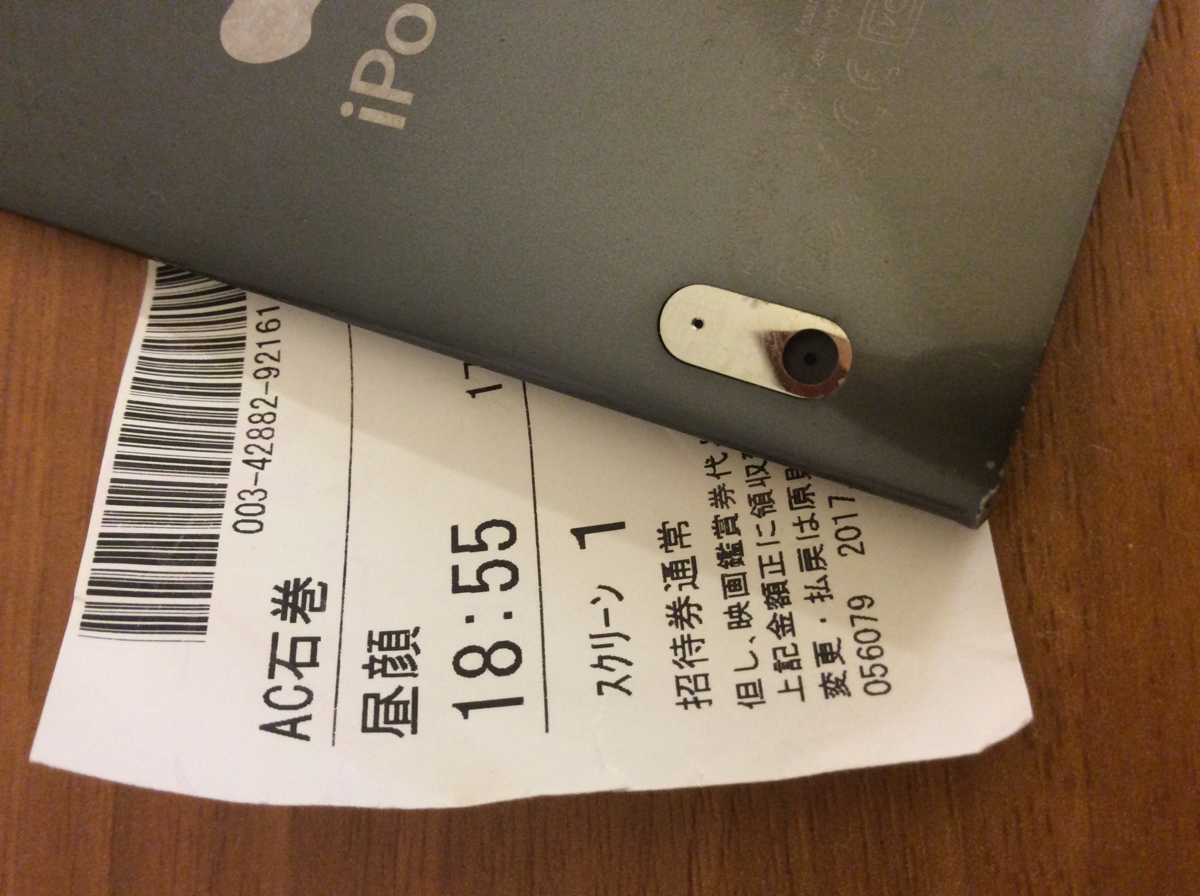 iPo
003-42882-92161
AC石巻
昼顔
18:55
17
スクリーン 1
招待券通常
但し、映画鑑賞券代
上記金額正に領収
変更・払戻は原
056079 2017